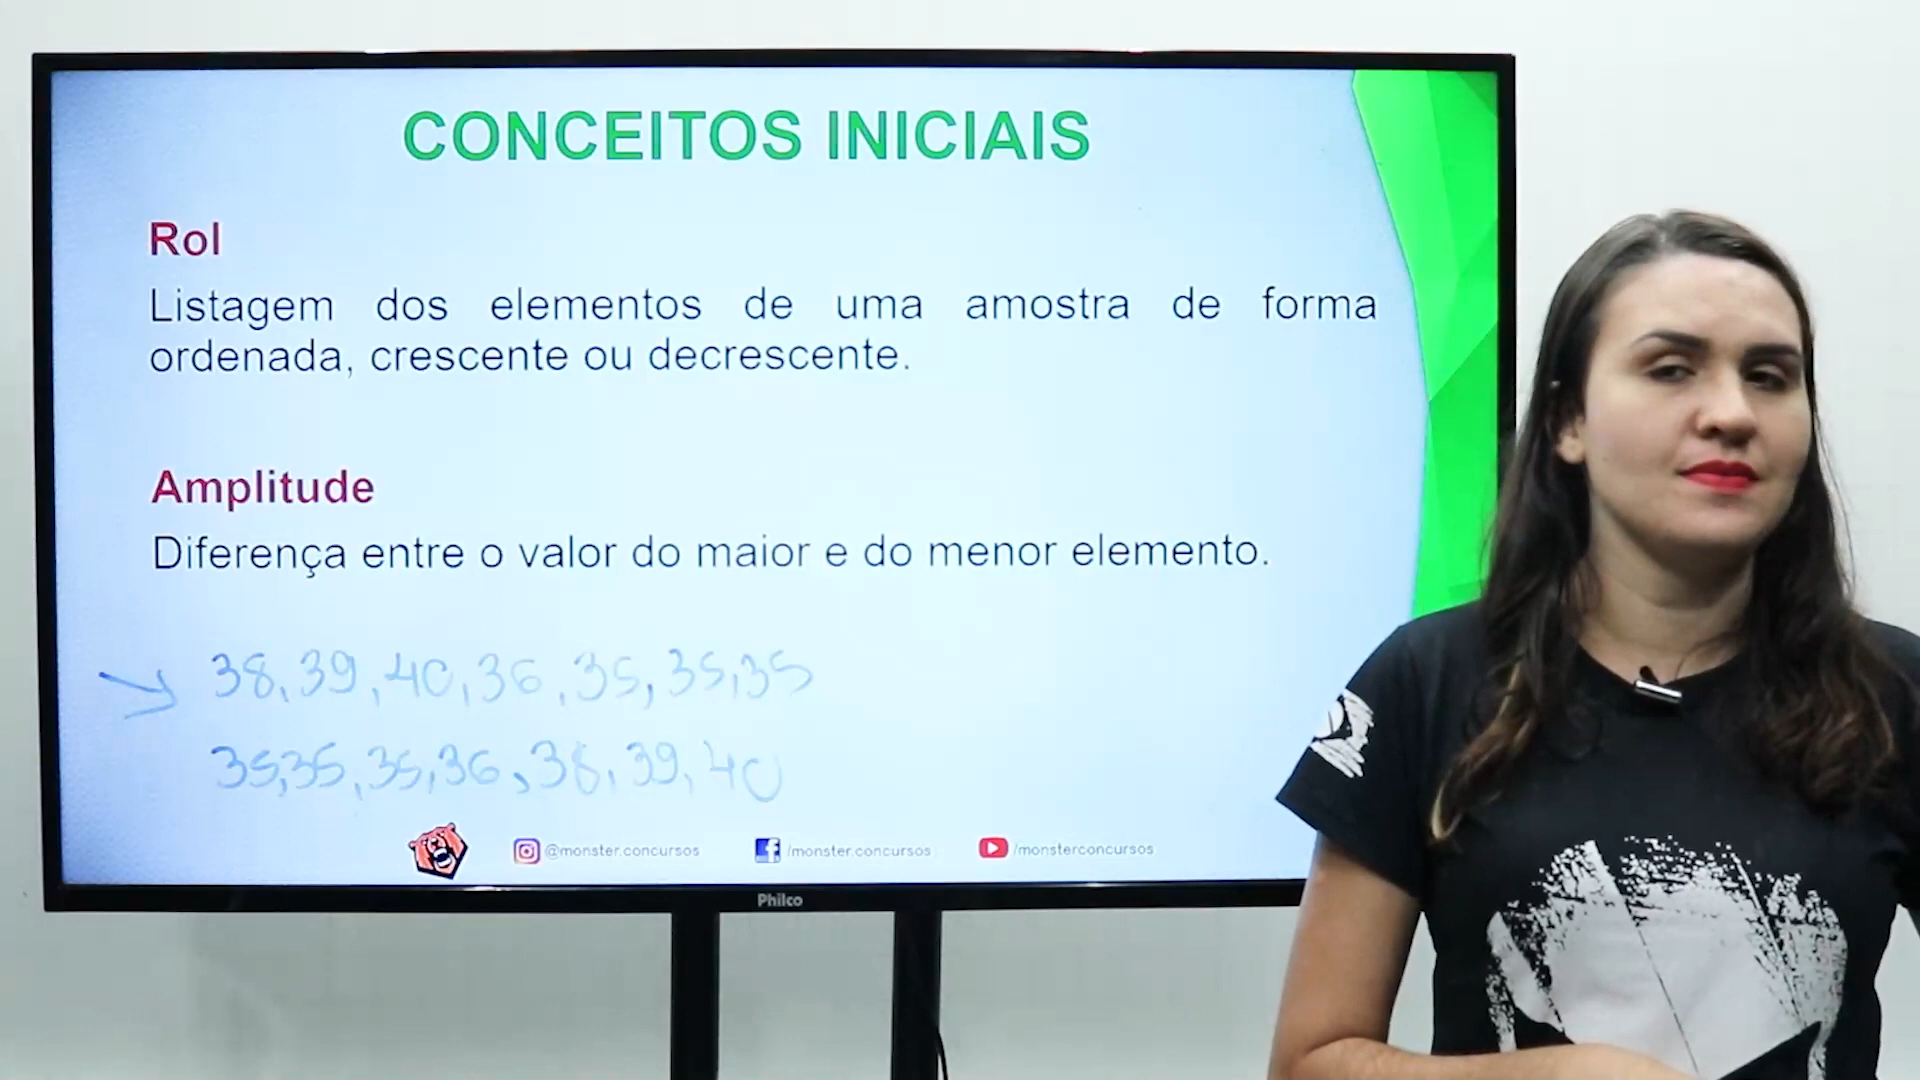 CONCEITOS INICIAIS
Rol
Listagem dos elementos de uma amostra de forma
ordenada, crescente ou decrescente.
Amplitude
Diferença entre o valor do maior e do menor elemento.
38, 39, 40, 36, 35, 35, 35
35, 35, 35, 36, 38, 39, 40
@monster.concursos
/monster.concursos
/monsterconcursos
Philco